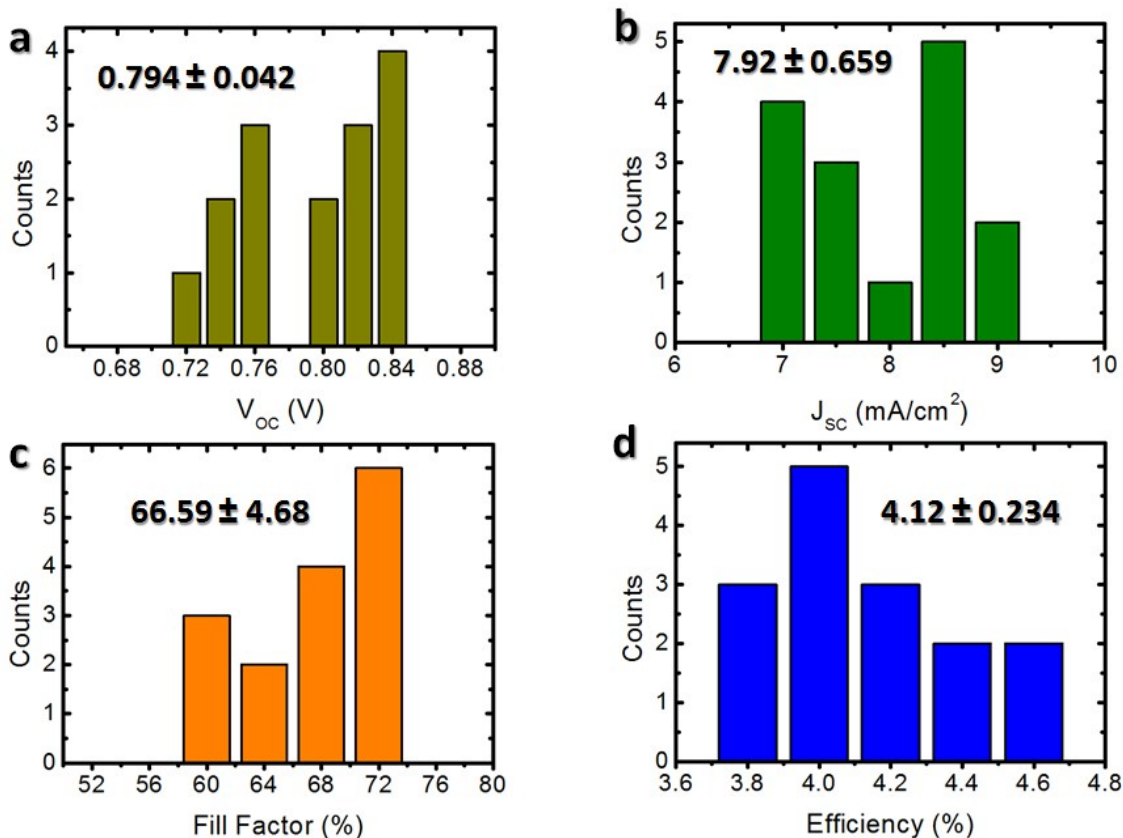 a
0.794 ± 0.042
Counts
4
3
2
1
0
0.68 0.72 0.76 0.80 0.84 0.88
V_OC (V)
b
7.92 ± 0.659
Counts
5
4
3
2
1
0
6 7 8 9 10
J_SC (mA/cm²)
c
66.59 ± 4.68
Counts
6
5
4
3
2
1
0
52 56 60 64 68 72 76 80
Fill Factor (%)
d
4.12 ± 0.234
Counts
5
4
3
2
1
0
3.6 3.8 4.0 4.2 4.4 4.6 4.8
Efficiency (%)